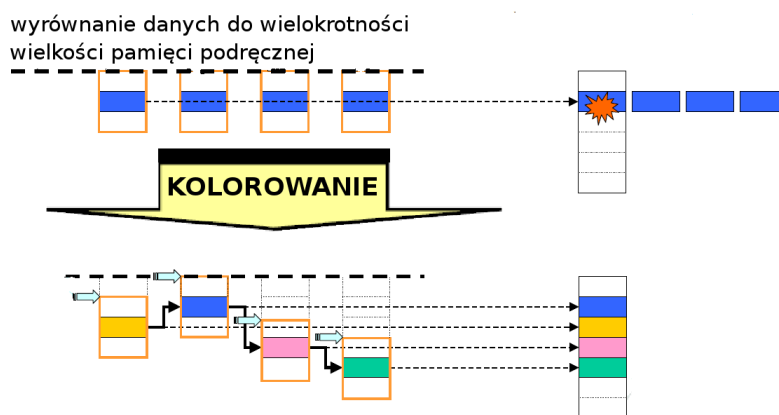 wyrównanie danych do wielokrotności
wielkości pamięci podręcznej
KOLOROWANIE